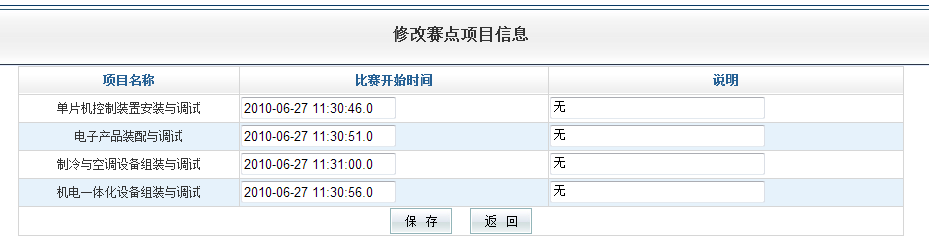 修改赛点项目信息
项目名称 比赛开始时间 说明
单片机控制装置安装与调试 2010-06-27 11:30:46.0 无
电子产品装配与调试 2010-06-27 11:30:51.0 无
制冷与空调设备组装与调试 2010-06-27 11:31:00.0 无
机电一体化设备组装与调试 2010-06-27 11:30:56.0 无
保 存 返 回